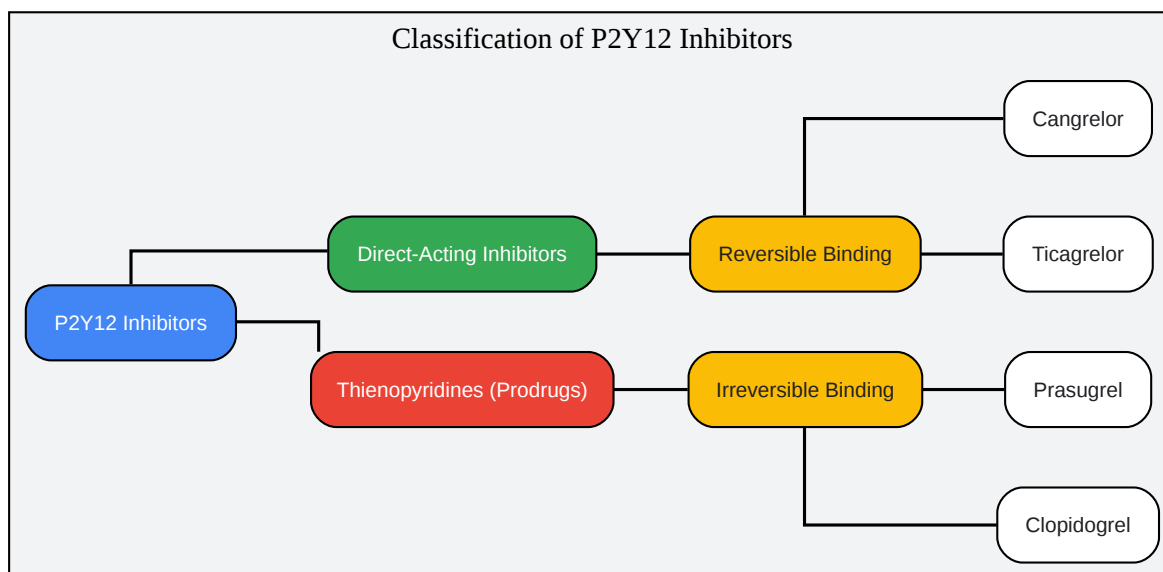 Classification of P2Y12 Inhibitors
Cangrelor
Direct-Acting Inhibitors
Reversible Binding
Ticagrelor
P2Y12 Inhibitors
Thienopyridines (Prodrugs)
Irreversible Binding
Prasugrel
Clopidogrel